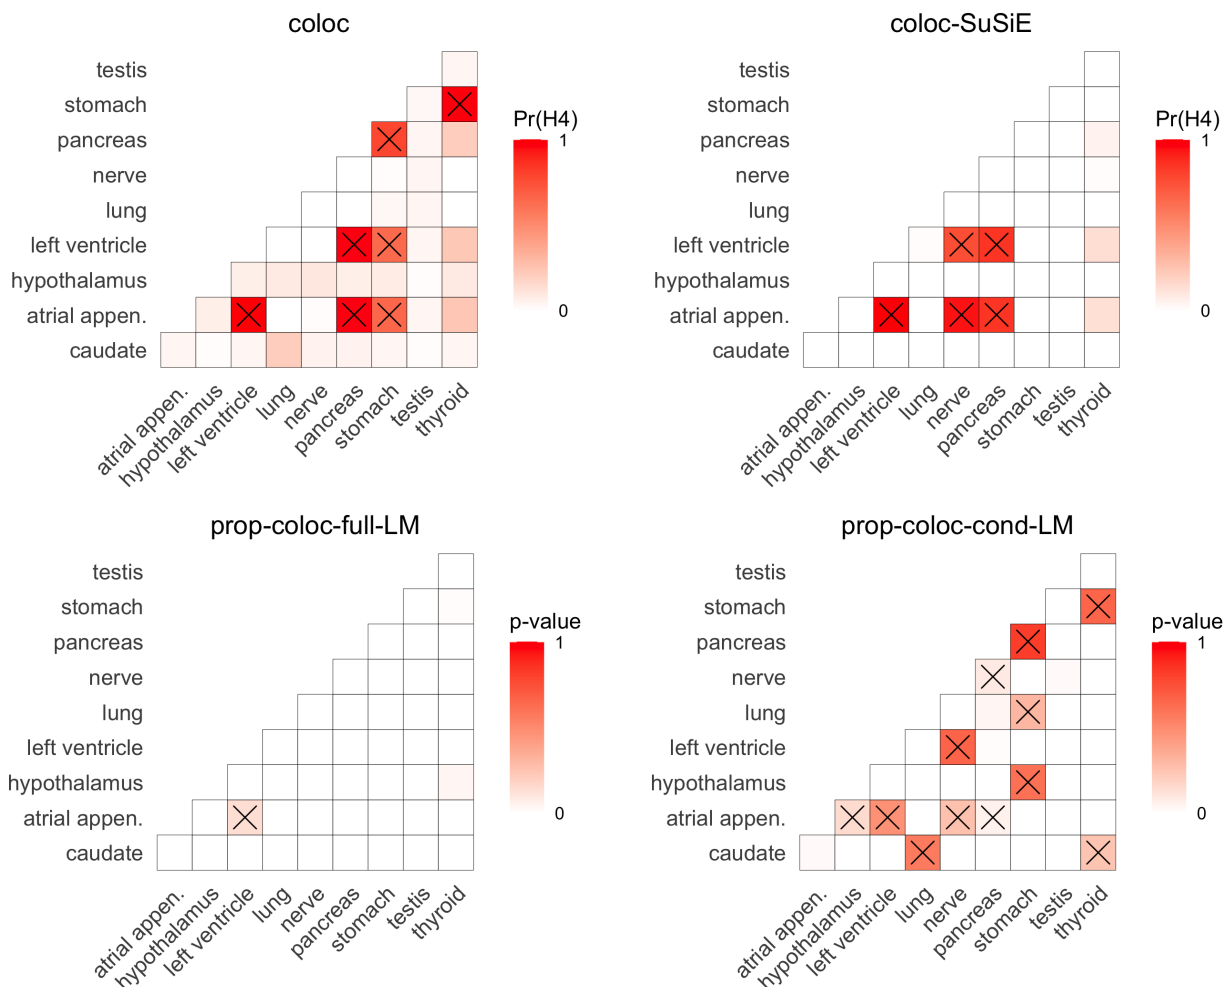 coloc
testis
stomach
pancreas
nerve
lung
left ventricle
hypothalamus
atrial appen.
caudate
atrial appen.
hypothalamus
left ventricle
lung
nerve
pancreas
stomach
testis
thyroid
Pr(H4)
1
0
coloc-SuSiE
testis
stomach
pancreas
nerve
lung
left ventricle
hypothalamus
atrial appen.
caudate
atrial appen.
hypothalamus
left ventricle
lung
nerve
pancreas
stomach
testis
thyroid
Pr(H4)
1
0
prop-coloc-full-LM
testis
stomach
pancreas
nerve
lung
left ventricle
hypothalamus
atrial appen.
caudate
atrial appen.
hypothalamus
left ventricle
lung
nerve
pancreas
stomach
testis
thyroid
p-value
1
0
prop-coloc-cond-LM
testis
stomach
pancreas
nerve
lung
left ventricle
hypothalamus
atrial appen.
caudate
atrial appen.
hypothalamus
left ventricle
lung
nerve
pancreas
stomach
testis
thyroid
p-value
1
0